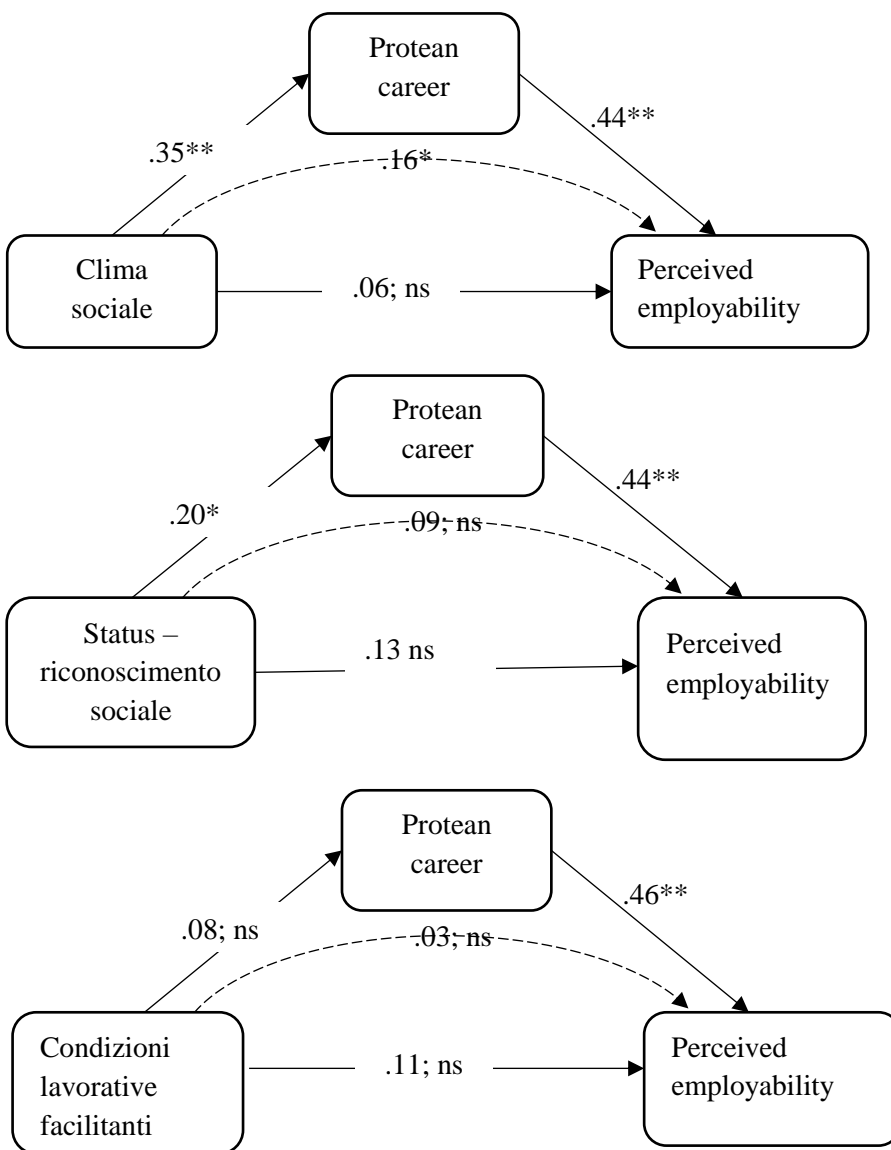 Protean
career
.35**
.44**
.16*
Clima
sociale
.06; ns
Perceived
employability
Protean
career
.20*
.44**
.09; ns
Status –
riconoscimento
sociale
.13 ns
Perceived
employability
Protean
career
.08; ns
.46**
.03; ns
Condizioni
lavorative
facilitanti
.11; ns
Perceived
employability